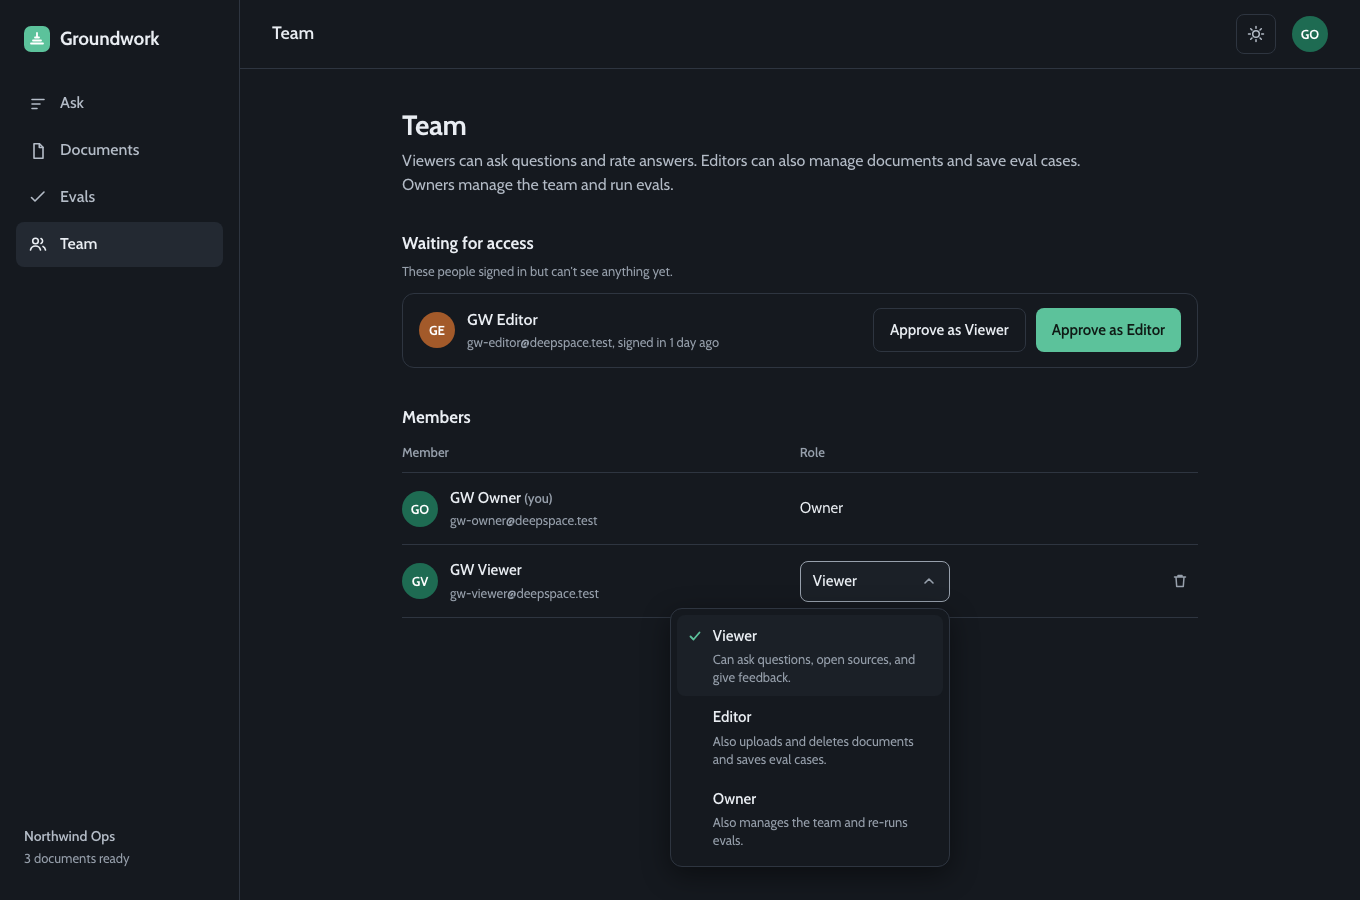 Groundwork
Ask
Documents
Evals
Team
Northwind Ops
3 documents ready
Team
GO
Team
Viewers can ask questions and rate answers. Editors can also manage documents and save eval cases.
Owners manage the team and run evals.
Waiting for access
These people signed in but can't see anything yet.
GE
GW Editor
gw-editor@deepspace.test, signed in 1 day ago
Approve as Viewer
Approve as Editor
Members
Member
Role
GO
GW Owner (you)
gw-owner@deepspace.test
Owner
GV
GW Viewer
gw-viewer@deepspace.test
Viewer
Viewer
Can ask questions, open sources, and
give feedback.
Editor
Also uploads and deletes documents
and saves eval cases.
Owner
Also manages the team and re-runs
evals.